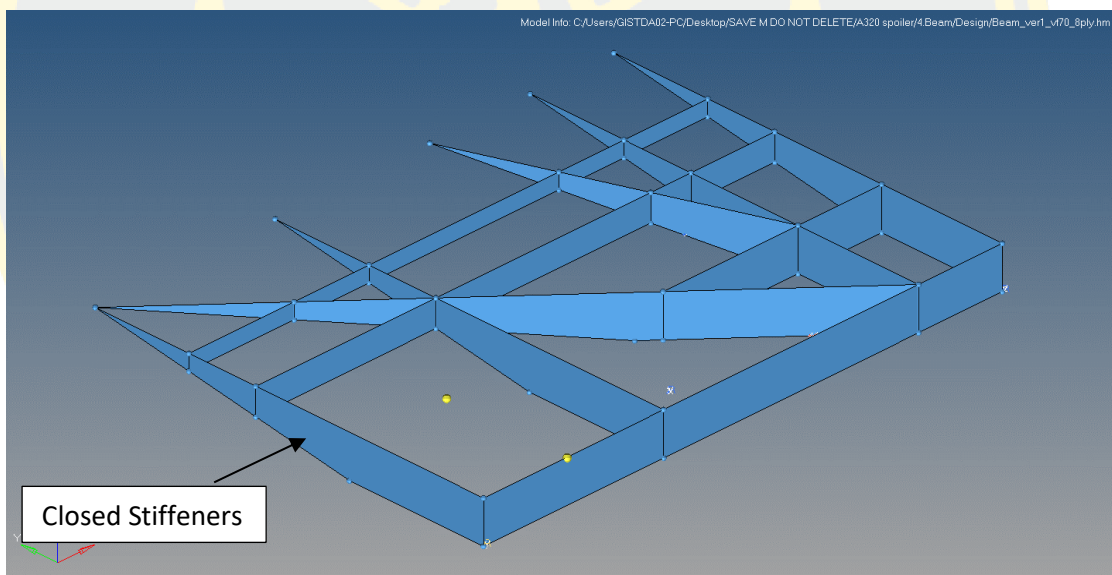 Model Info: C:/Users/GISTDA02-PC/Desktop/SAVE M DO NOT DELETE/A320 spoiler/4.Beam/Design/Beam_ver1_vf70_8ply.hm
Closed Stiffeners
Y